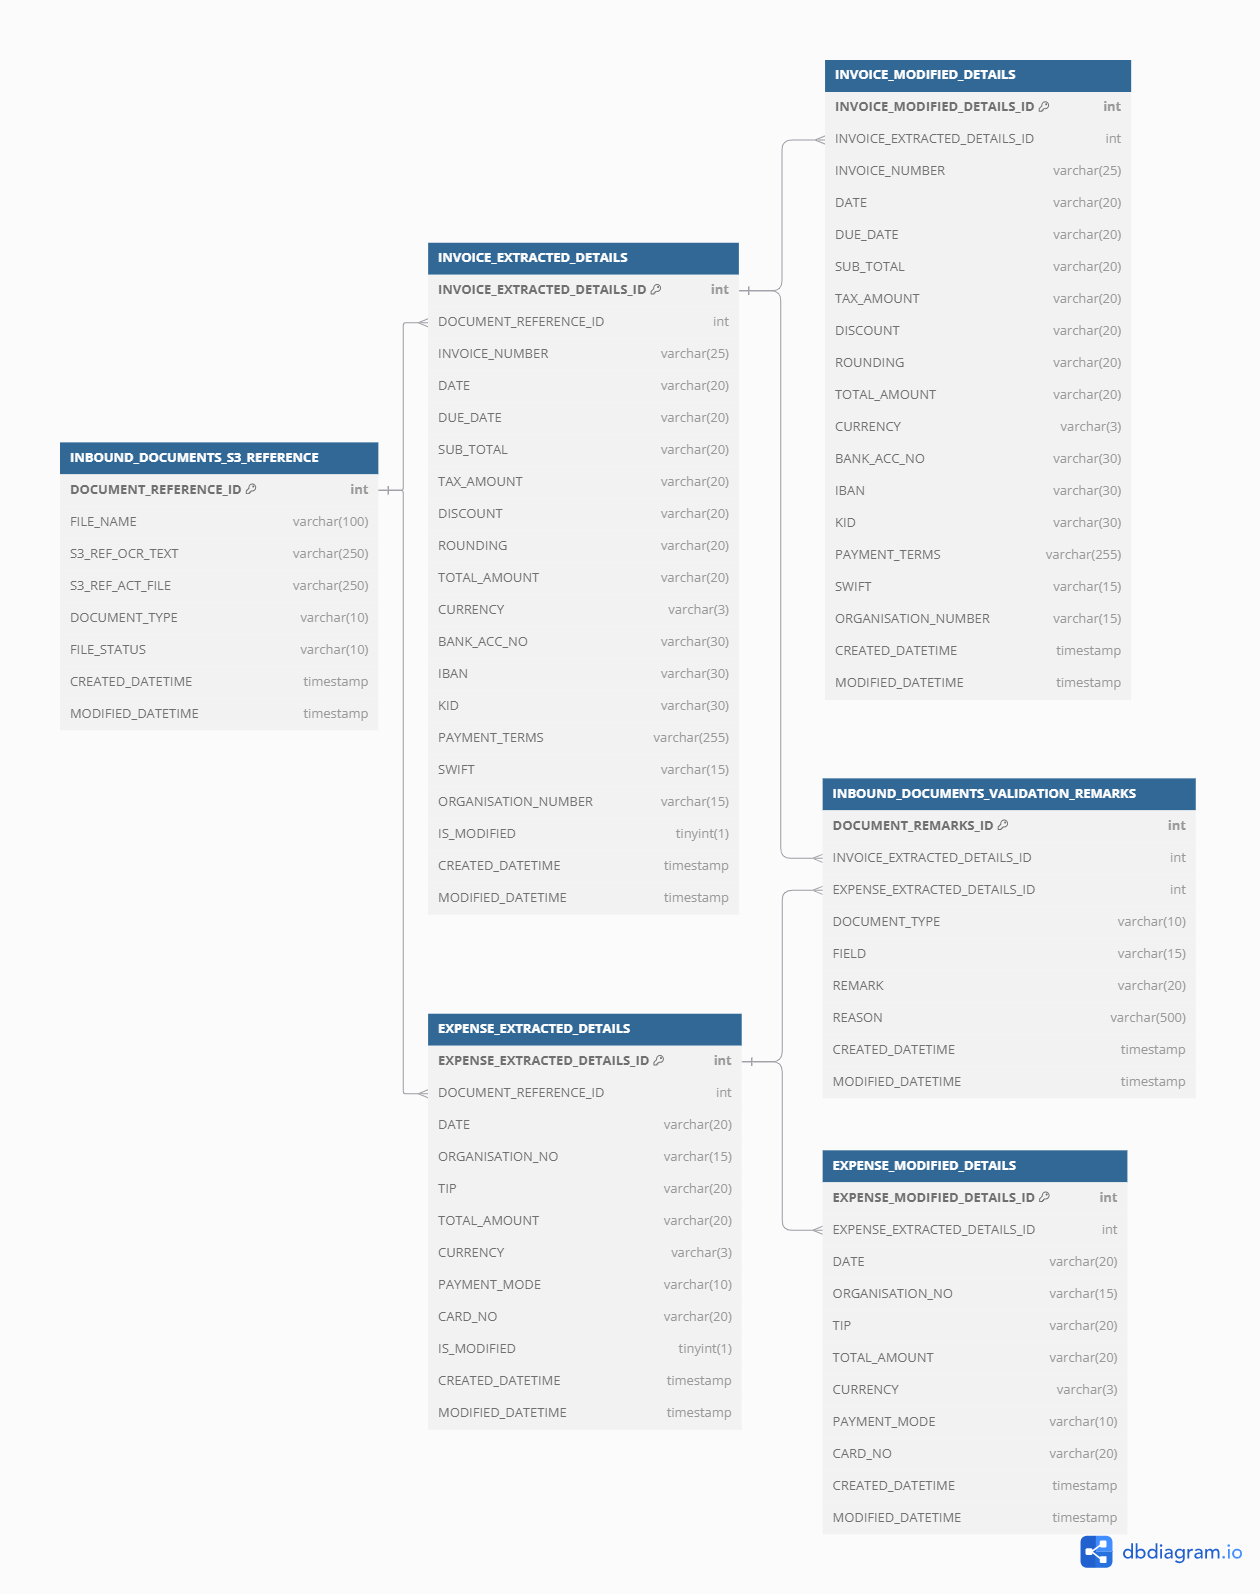 INVOICE_MODIFIED_DETAILS
INVOICE_MODIFIED_DETAILS_ID int
INVOICE_EXTRACTED_DETAILS_ID int
INVOICE_NUMBER varchar(25)
DATE varchar(20)
DUE_DATE varchar(20)
SUB_TOTAL varchar(20)
TAX_AMOUNT varchar(20)
DISCOUNT varchar(20)
ROUNDING varchar(20)
TOTAL_AMOUNT varchar(20)
CURRENCY varchar(3)
BANK_ACC_NO varchar(30)
IBAN varchar(30)
KID varchar(30)
PAYMENT_TERMS varchar(255)
SWIFT varchar(15)
ORGANISATION_NUMBER varchar(15)
CREATED_DATETIME timestamp
MODIFIED_DATETIME timestamp
INVOICE_EXTRACTED_DETAILS
INVOICE_EXTRACTED_DETAILS_ID int
DOCUMENT_REFERENCE_ID int
INVOICE_NUMBER varchar(25)
DATE varchar(20)
DUE_DATE varchar(20)
SUB_TOTAL varchar(20)
TAX_AMOUNT varchar(20)
DISCOUNT varchar(20)
ROUNDING varchar(20)
TOTAL_AMOUNT varchar(20)
CURRENCY varchar(3)
BANK_ACC_NO varchar(30)
IBAN varchar(30)
KID varchar(30)
PAYMENT_TERMS varchar(255)
SWIFT varchar(15)
ORGANISATION_NUMBER varchar(15)
IS_MODIFIED tinyint(1)
CREATED_DATETIME timestamp
MODIFIED_DATETIME timestamp
INBOUND_DOCUMENTS_S3_REFERENCE
DOCUMENT_REFERENCE_ID int
FILE_NAME varchar(100)
S3_REF_OCR_TEXT varchar(250)
S3_REF_ACT_FILE varchar(250)
DOCUMENT_TYPE varchar(10)
FILE_STATUS varchar(10)
CREATED_DATETIME timestamp
MODIFIED_DATETIME timestamp
INBOUND_DOCUMENTS_VALIDATION_REMARKS
DOCUMENT_REMARKS_ID int
INVOICE_EXTRACTED_DETAILS_ID int
EXPENSE_EXTRACTED_DETAILS_ID int
DOCUMENT_TYPE varchar(10)
FIELD varchar(15)
REMARK varchar(20)
REASON varchar(500)
CREATED_DATETIME timestamp
MODIFIED_DATETIME timestamp
EXPENSE_EXTRACTED_DETAILS
EXPENSE_EXTRACTED_DETAILS_ID int
DOCUMENT_REFERENCE_ID int
DATE varchar(20)
ORGANISATION_NO varchar(15)
TIP varchar(20)
TOTAL_AMOUNT varchar(20)
CURRENCY varchar(3)
PAYMENT_MODE varchar(10)
CARD_NO varchar(20)
IS_MODIFIED tinyint(1)
CREATED_DATETIME timestamp
MODIFIED_DATETIME timestamp
EXPENSE_MODIFIED_DETAILS
EXPENSE_MODIFIED_DETAILS_ID int
EXPENSE_EXTRACTED_DETAILS_ID int
DATE varchar(20)
ORGANISATION_NO varchar(15)
TIP varchar(20)
TOTAL_AMOUNT varchar(20)
CURRENCY varchar(3)
PAYMENT_MODE varchar(10)
CARD_NO varchar(20)
CREATED_DATETIME timestamp
MODIFIED_DATETIME timestamp
dbdiagram.io